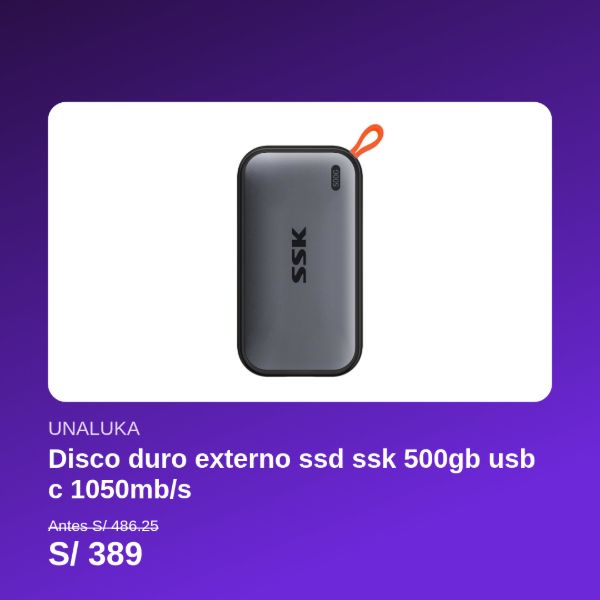 500G
SSK
UNALUKA
Disco duro externo ssd ssk 500gb usb
c 1050mb/s
Antes S/ 486.25
S/ 389